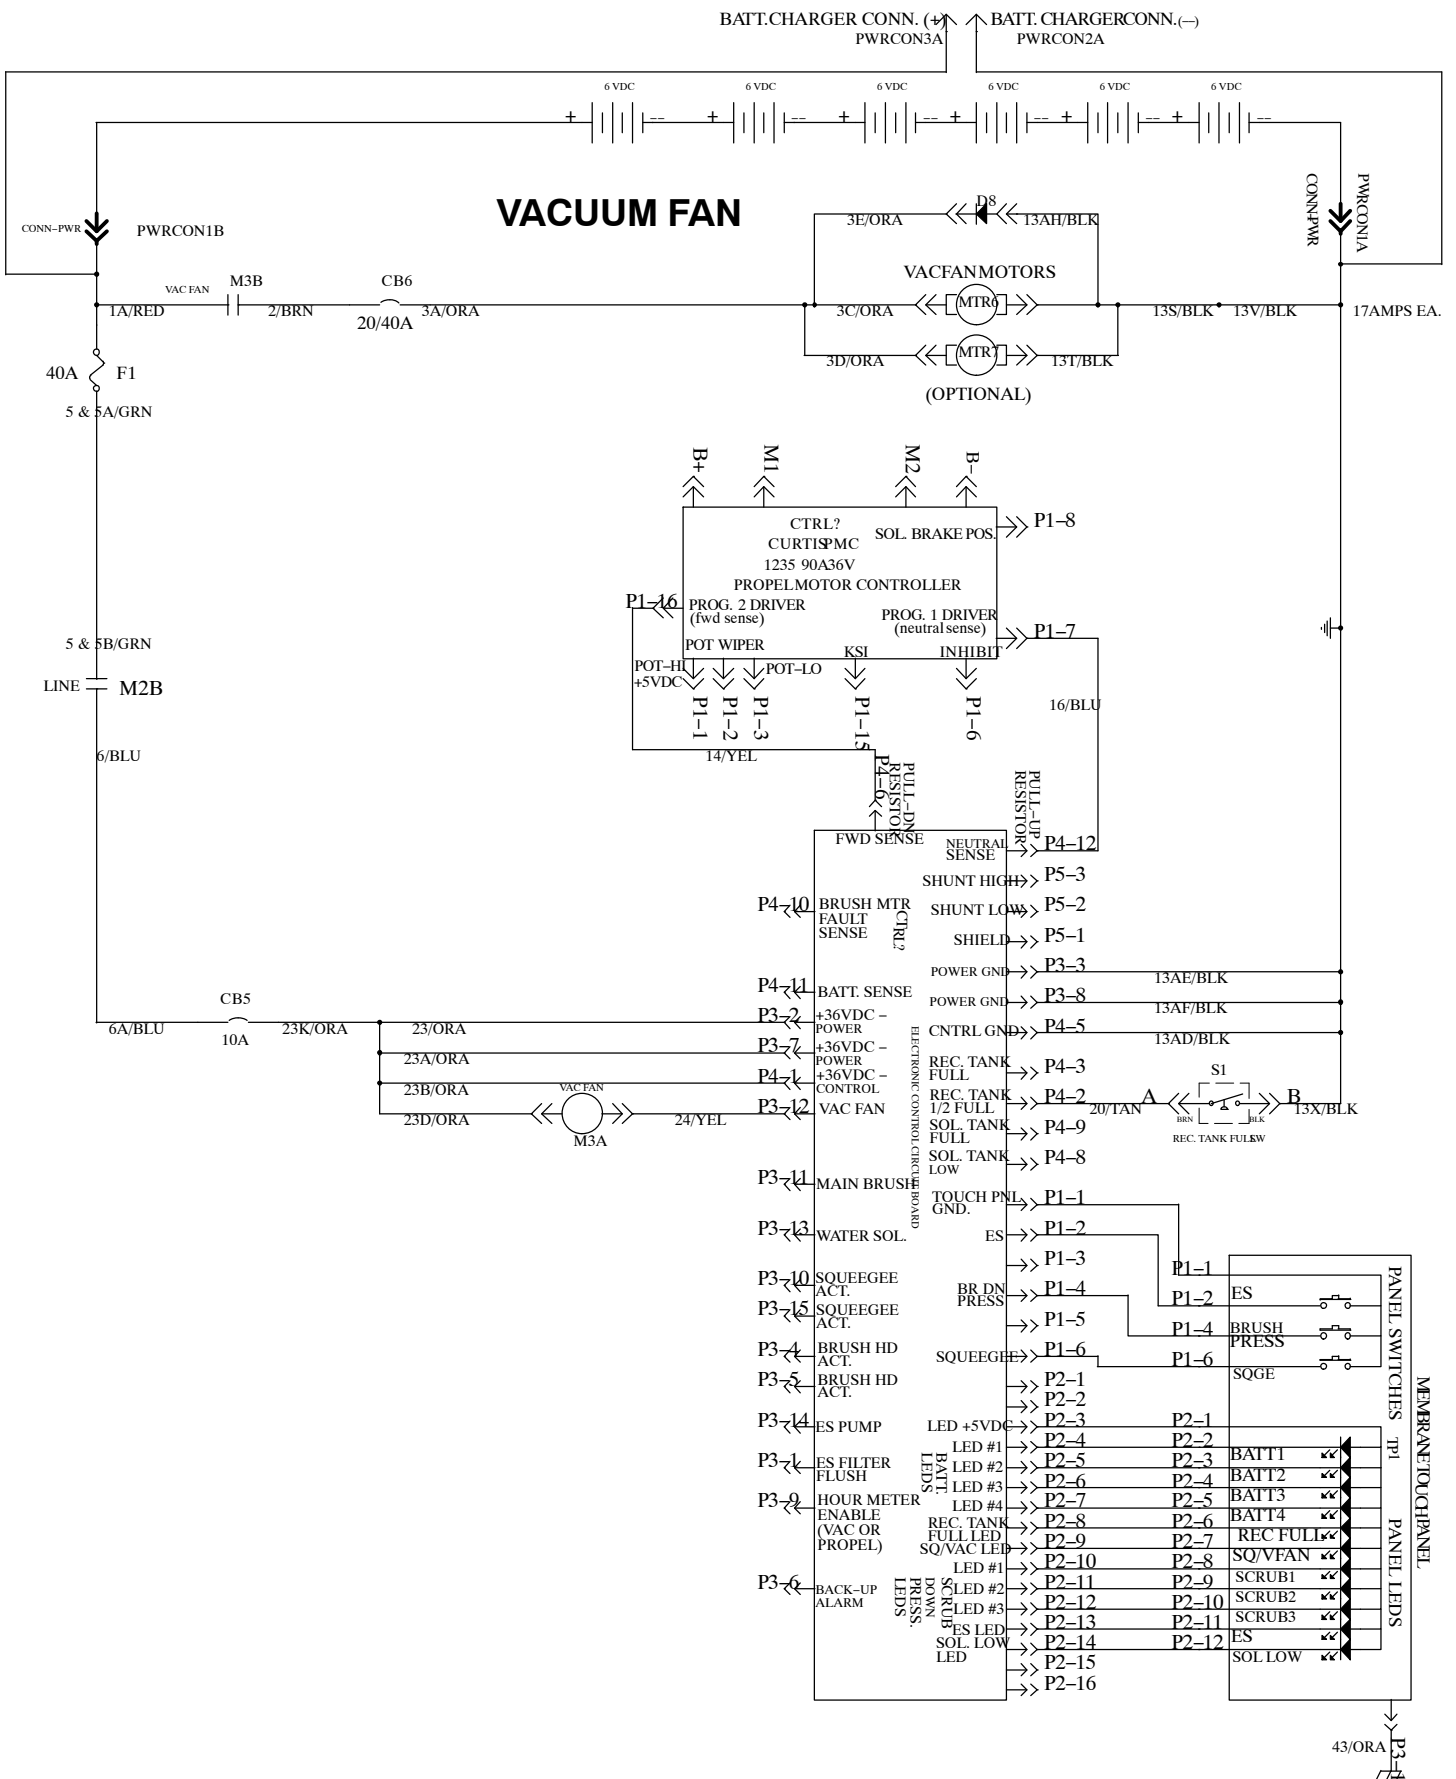 BATT.CHARGER CONN. (+)
BATT. CHARGERCONN.(—)
PWRCON3A
PWRCON2A
6 VDC
6 VDC
6 VDC
6 VDC
6 VDC
6 VDC
+ -- + -- + -- + -- + -- + --
VACUUM FAN
CONN−PWR
PWRCON1B
PWRCON1A
CONN-PWR
D8
3E/ORA
13AH/BLK
VACFANMOTORS
VAC FAN
M3B
CB6
1A/RED
2/BRN
20/40A
3A/ORA
3C/ORA
MTR6
13S/BLK
13V/BLK
17AMPS EA.
3D/ORA
MTR7
13T/BLK
(OPTIONAL)
40A
F1
5 & 5A/GRN
B+
M1
M2
B−
CTRL?
CURTISPMC
1235 90A36V
PROPELMOTOR CONTROLLER
SOL. BRAKE POS.
P1−8
P1−16
PROG. 2 DRIVER
(fwd sense)
PROG. 1 DRIVER
(neutralsense)
P1−7
POT WIPER
KSI
INHIBIT
POT−HI
+5VDC
POT−LO
P1−1
P1−2
P1−3
P1−15
P1−6
16/BLU
14/YEL
5 & 5B/GRN
LINE
M2B
6/BLU
P4−6
PULL−DN
RESISTOR
PULL−UP
RESISTOR
FWD SENSE
NEUTRAL
SENSE
P4−12
SHUNT HIGH
P5−3
P4−10
BRUSH MTR
FAULT
SENSE
CTRL?
SHUNT LOW
P5−2
SHIELD
P5−1
POWER GND
P3−3
13AE/BLK
P4−11
BATT. SENSE
POWER GND
P3−8
13AF/BLK
CB5
6A/BLU
10A
23K/ORA
23/ORA
P3−2
+36VDC −
POWER
CNTRL GND
P4−5
13AD/BLK
ELECTRONIC CONTROL CIRCUIT BOARD
23A/ORA
P3−7
+36VDC −
POWER
REC. TANK
FULL
P4−3
S1
23B/ORA
P4−1
+36VDC −
CONTROL
REC. TANK
1/2 FULL
P4−2
20/TAN
A
B
13X/BLK
BRN
BLK
REC. TANK FULLSW
VAC FAN
23D/ORA
M3A
24/YEL
P3−12
VAC FAN
SOL. TANK
FULL
P4−9
SOL. TANK
LOW
P4−8
P3−11
MAIN BRUSH
TOUCH PNL
GND.
P1−1
P3−13
WATER SOL.
ES
P1−2
P1−3
P3−10
SQUEEGEE
ACT.
BR DN
PRESS
P1−4
P3−15
SQUEEGEE
ACT.
P1−5
P3−4
BRUSH HD
ACT.
SQUEEGEE
P1−6
P3−5
BRUSH HD
ACT.
P2−1
P2−2
P1−1
P1−2
ES
P1−4
BRUSH
PRESS
P1−6
SQGE
PANEL SWITCHES
MEMBRANETOUCHPANEL
P3−14
ES PUMP
LED +5VDC
P2−3
P2−1
LED #1
P2−4
P2−2
BATT1
TP1
P3−1
ES FILTER
FLUSH
BATT.
LEDS
LED #2
P2−5
P2−3
BATT2
LED #3
P2−6
P2−4
BATT3
P3−9
HOUR METER
ENABLE
(VAC OR
PROPEL)
LED #4
P2−7
P2−5
BATT4
REC. TANK
FULL LED
P2−8
P2−6
REC FULL
SQ/VAC LED
P2−9
P2−7
SQ/VFAN
PANEL LEDS
LED #1
P2−10
P2−8
SCRUB1
P3−6
BACK−UP
ALARM
SCRUB
DOWN
PRESS.
LEDS
LED #2
P2−11
P2−9
SCRUB2
LED #3
P2−12
P2−10
SCRUB3
ES LED
P2−13
P2−11
ES
SOL. LOW
LED
P2−14
P2−12
SOL LOW
P2−15
P2−16
43/ORA
P3−1